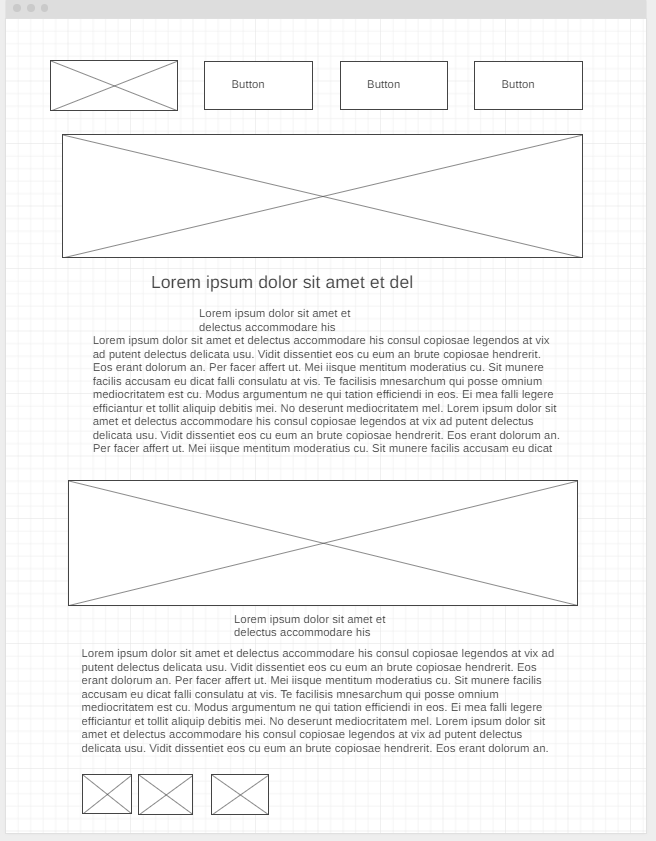 Button
Button
Button
Lorem ipsum dolor sit amet et del
Lorem ipsum dolor sit amet et
delectus accommodare his
Lorem ipsum dolor sit amet et delectus accommodare his consul copiosae legendos at vix
ad putent delectus delicata usu. Vidit dissentiet eos cu eum an brute copiosae hendrerit.
Eos erant dolorum an. Per facer affert ut. Mei iisque mentitum moderatius cu. Sit munere
facilis accusam eu dicat falli consulatu at vis. Te facilisis mnesarchum qui posse omnium
mediocritatem est cu. Modus argumentum ne qui tation efficiendi in eos. Ei mea falli legere
efficiantur et tollit aliquip debitis mei. No deserunt mediocritatem mel. Lorem ipsum dolor sit
amet et delectus accommodare his consul copiosae legendos at vix ad putent delectus
delicata usu. Vidit dissentiet eos cu eum an brute copiosae hendrerit. Eos erant dolorum an.
Per facer affert ut. Mei iisque mentitum moderatius cu. Sit munere facilis accusam eu dicat
Lorem ipsum dolor sit amet et
delectus accommodare his
Lorem ipsum dolor sit amet et delectus accommodare his consul copiosae legendos at vix ad
putent delectus delicata usu. Vidit dissentiet eos cu eum an brute copiosae hendrerit. Eos
erant dolorum an. Per facer affert ut. Mei iisque mentitum moderatius cu. Sit munere facilis
accusam eu dicat falli consulatu at vis. Te facilisis mnesarchum qui posse omnium
mediocritatem est cu. Modus argumentum ne qui tation efficiendi in eos. Ei mea falli legere
efficiantur et tollit aliquip debitis mei. No deserunt mediocritatem mel. Lorem ipsum dolor sit
amet et delectus accommodare his consul copiosae legendos at vix ad putent delectus
delicata usu. Vidit dissentiet eos cu eum an brute copiosae hendrerit. Eos erant dolorum an.